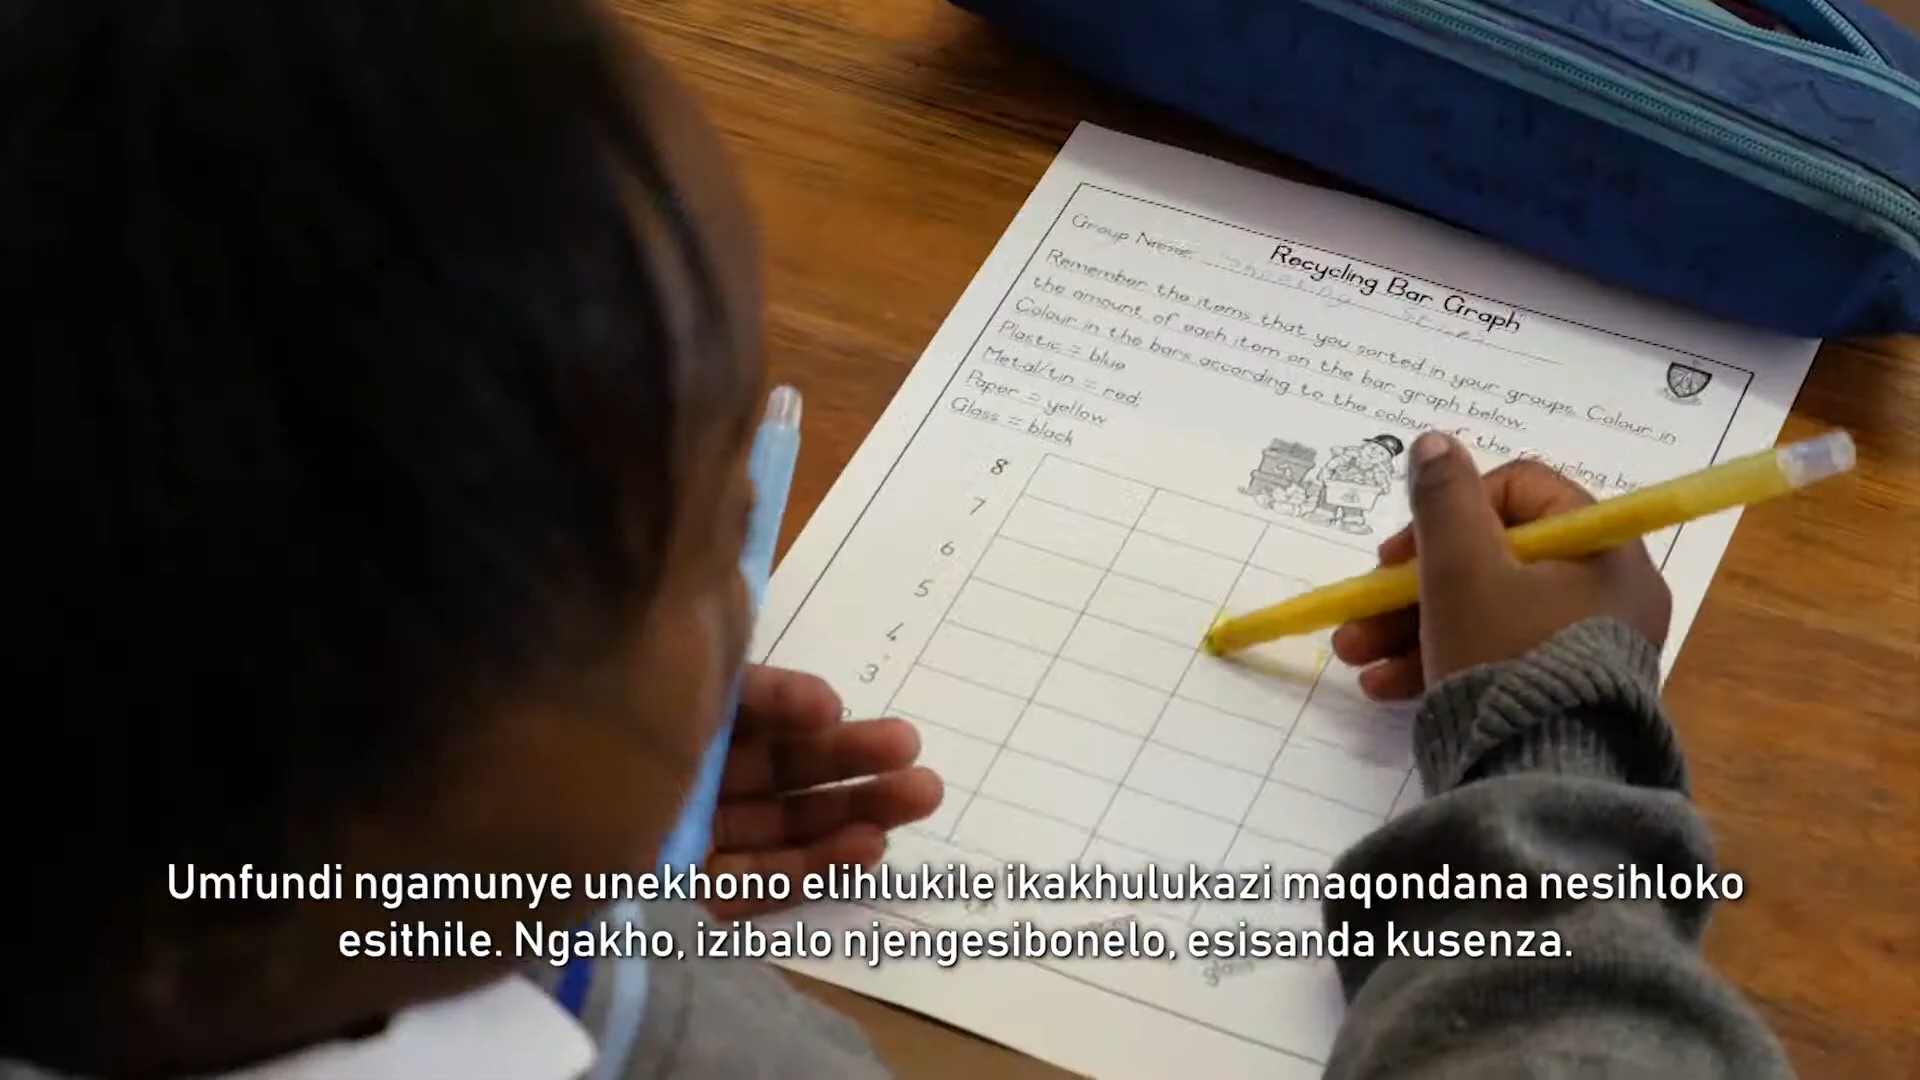 Recycling Bar Graph
Group Name
Remember the items that you sorted in your groups. Colour in
the amount of each item on the bar graph below.
Colour in the bars according to the colour of the recycling
Plastic = blue
Metal/tin = red
Paper = yellow
Glass = black
8
7
6
5
4
3
Umfundi ngamunye unekhono elihlukile ikakhulukazi maqondana nesihloko
esithile. Ngakho, izibalo njengesibonelo, esisanda kusenza.